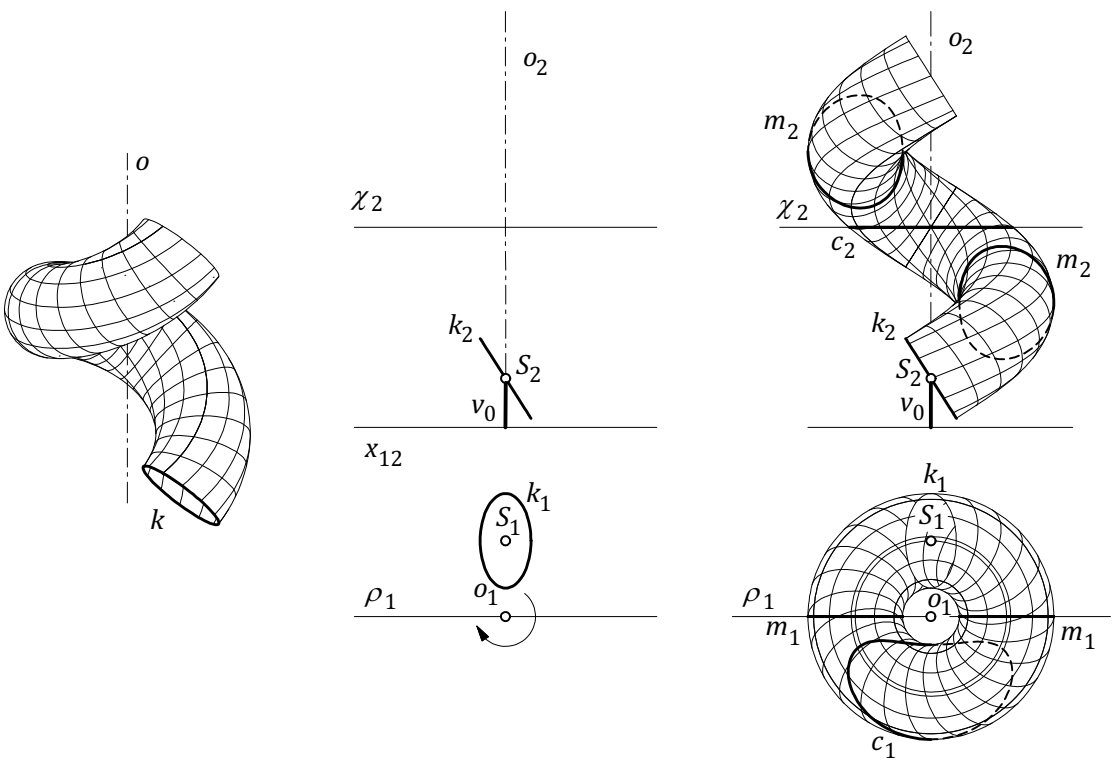 o
k
o₂
χ₂
k₂
S₂
v₀
x₁₂
k₁
S₁
o₁
ρ₁
o₂
m₂
χ₂
c₂
m₂
k₂
S₂
v₀
k₁
S₁
ρ₁
o₁
m₁
m₁
c₁